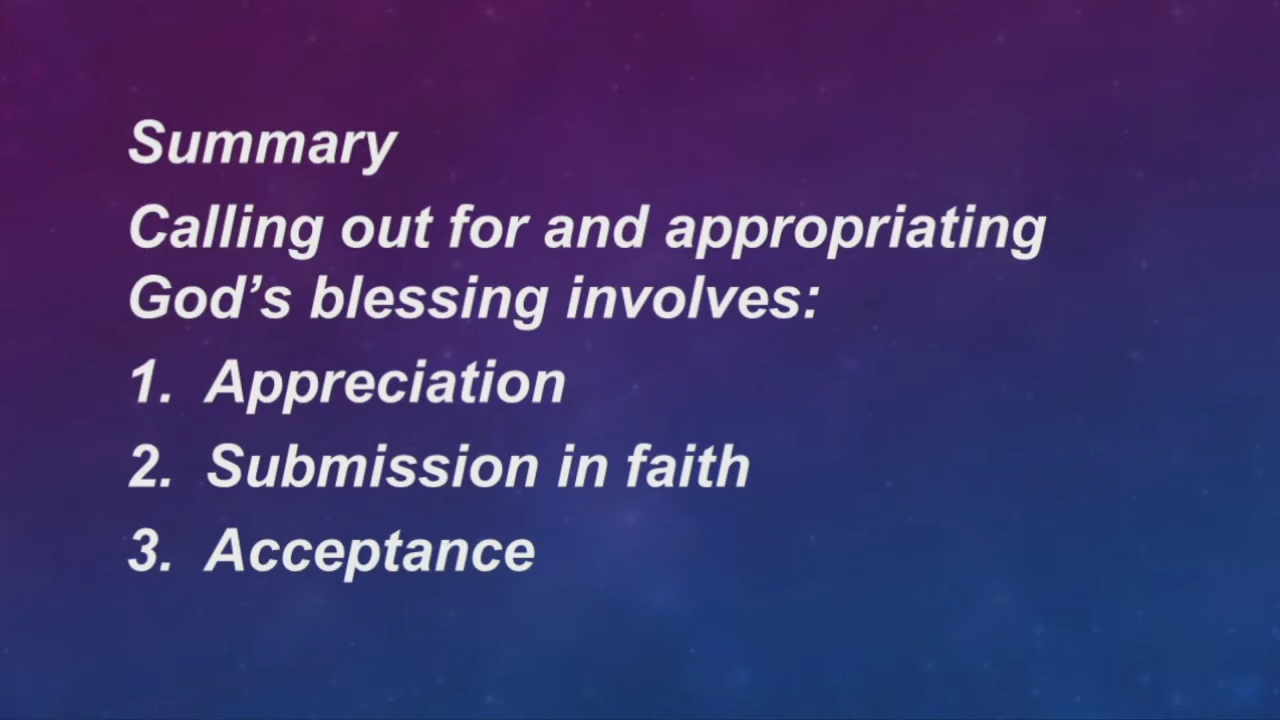 Summary
Calling out for and appropriating
God’s blessing involves:
1. Appreciation
2. Submission in faith
3. Acceptance